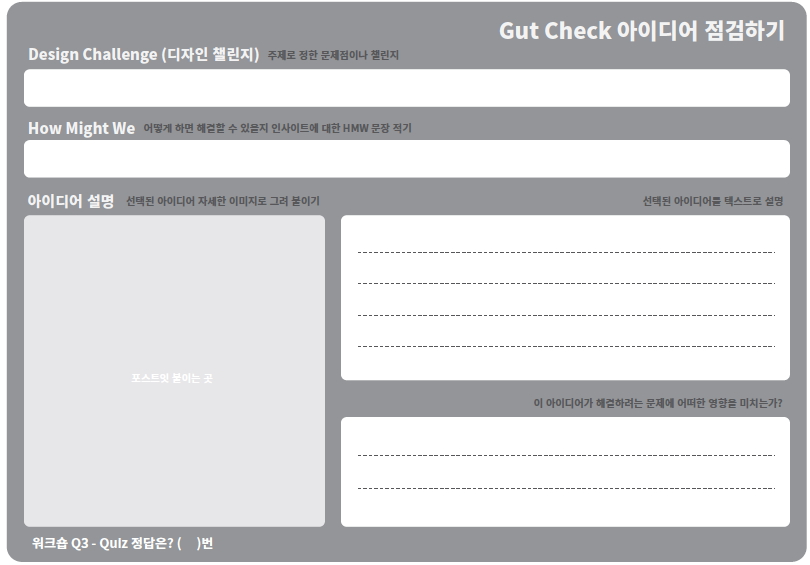 Gut Check 아이디어 점검하기
Design Challenge (디자인 챌린지) 주제로 정한 문제점이나 챌린지
How Might We 어떻게 하면 해결할 수 있을지 인사이트에 대한 HMW 문장 적기
아이디어 설명 선택된 아이디어 자세한 이미지로 그려 붙이기
선택된 아이디어를 텍스트로 설명
포스트잇 붙이는 곳
이 아이디어가 해결하려는 문제에 어떠한 영향을 미치는가?
워크숍 Q3 - Quiz 정답은? ( )번